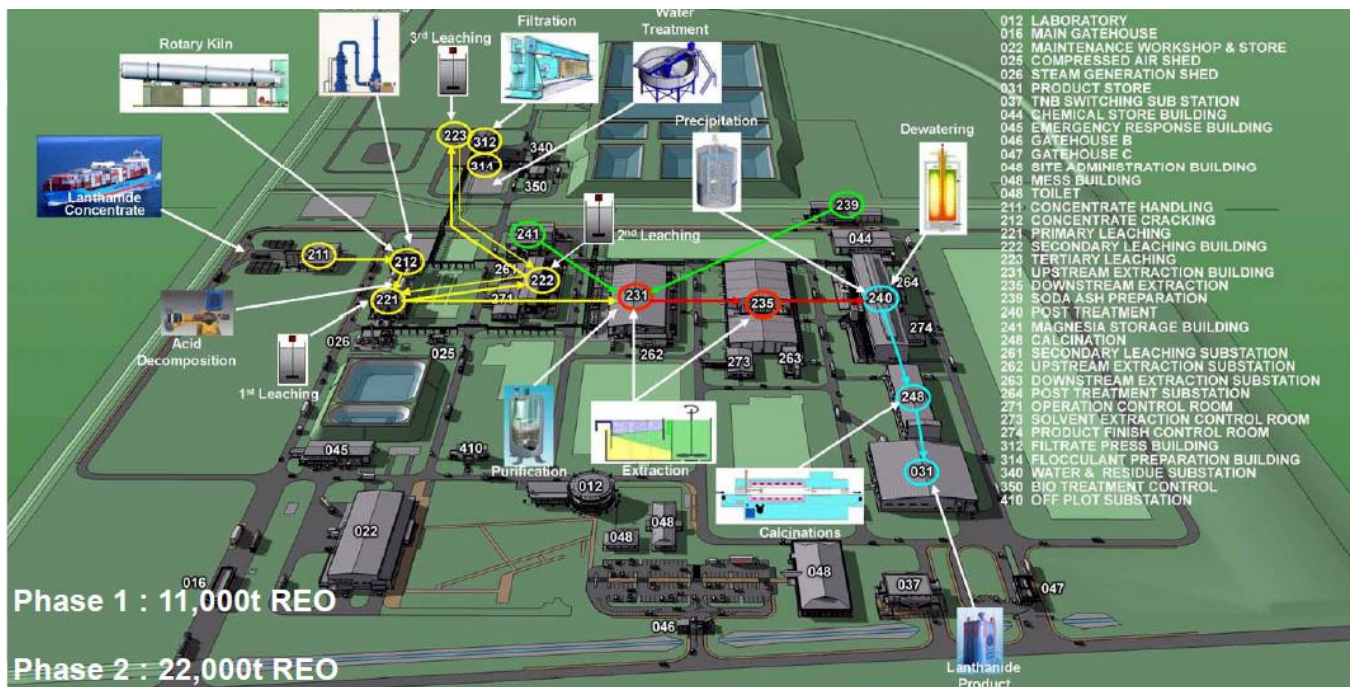 Water
Treatment
Filtration
3rd Leaching
Rotary Kiln
Precipitation
Dewatering
Lanthanide
Concentrate
223
312
314
340
350
239
241
044
2nd Leaching
211
212
261
222
264
221
271
231
235
240
274
Acid
Decomposition
026
025
262
273
263
1st Leaching
248
045
410
Purification
Extraction
031
012
Calcinations
022
048
048
048
016
037
047
046
Lanthanide
Product
Phase 1 : 11,000t REO
Phase 2 : 22,000t REO
012 LABORATORY
016 MAIN GATEHOUSE
022 MAINTENANCE WORKSHOP & STORE
025 COMPRESSED AIR SHED
026 STEAM GENERATION SHED
031 PRODUCT STORE
037 TNB SWITCHING SUB STATION
044 CHEMICAL STORE BUILDING
045 EMERGENCY RESPONSE BUILDING
046 GATEHOUSE B
047 GATEHOUSE C
048 SITE ADMINISTRATION BUILDING
048 MESS BUILDING
048 TOILET
211 CONCENTRATE HANDLING
212 CONCENTRATE CRACKING
221 PRIMARY LEACHING
222 SECONDARY LEACHING BUILDING
223 TERTIARY LEACHING
231 UPSTREAM EXTRACTION BUILDING
235 DOWNSTREAM EXTRACTION
239 SODA ASH PREPARATION
240 POST TREATMENT
241 MAGNESIA STORAGE BUILDING
248 CALCINATION
261 SECONDARY LEACHING SUBSTATION
262 UPSTREAM EXTRACTION SUBSTATION
263 DOWNSTREAM EXTRACTION SUBSTATION
264 POST TREATMENT SUBSTATION
271 OPERATION CONTROL ROOM
273 SOLVENT EXTRACTION CONTROL ROOM
274 PRODUCT FINISH CONTROL ROOM
312 FILTRATE PRESS BUILDING
314 FLOCCULANT PREPARATION BUILDING
340 WATER & RESIDUE SUBSTATION
350 BIO TREATMENT CONTROL
410 OFF PLOT SUBSTATION